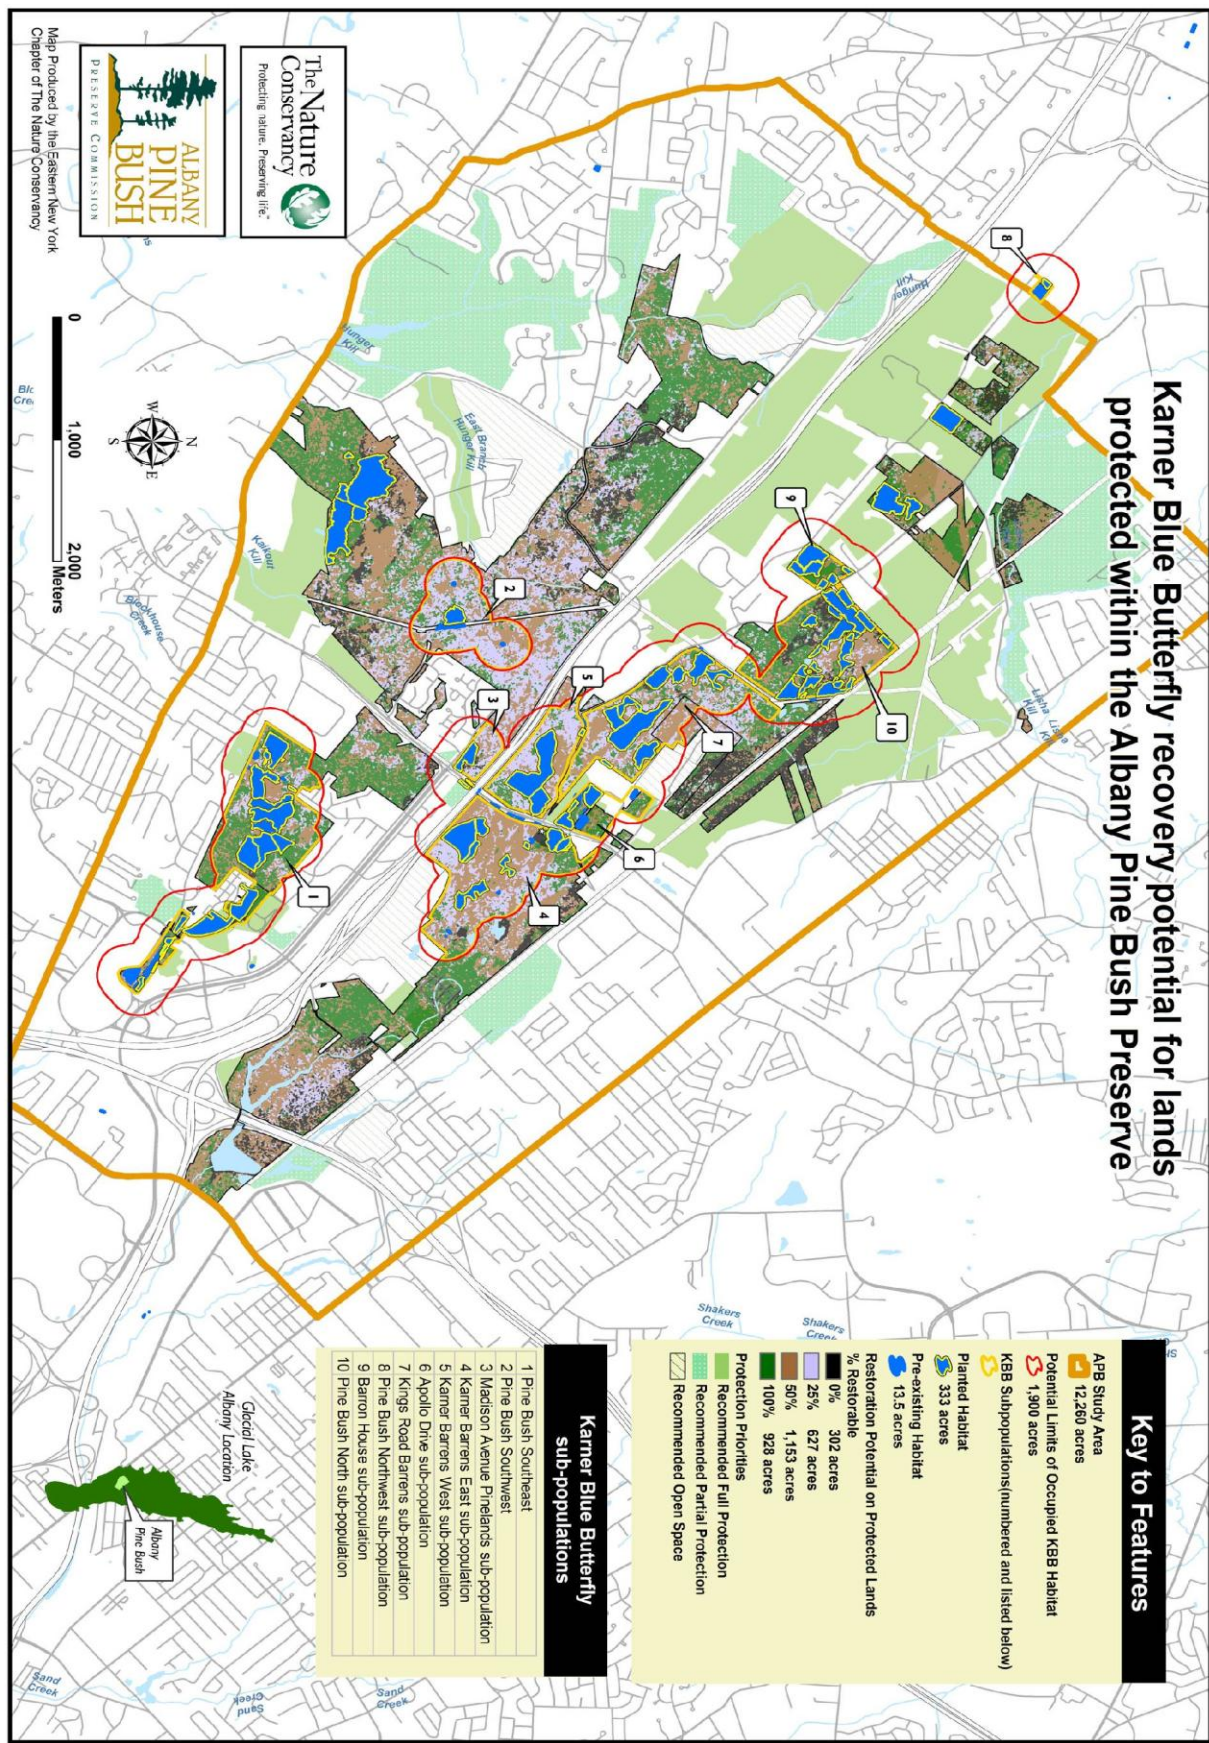 Karner Blue Butterfly recovery potential for lands
protected within the Albany Pine Bush Preserve
Key to Features
APB Study Area
12,260 acres
Potential Limits of Occupied KBB Habitat
1,900 acres
KBB Subpopulations(numbered and listed below)
Planted Habitat
333 acres
Pre-existing Habitat
13.5 acres
Restoration Potential on Protected Lands
% Restorable
0% 302 acres
25% 627 acres
50% 1,153 acres
100% 928 acres
Protection Priorities
Recommended Full Protection
Recommended Partial Protection
Recommended Open Space
Karner Blue Butterfly
sub-populations
1 Pine Bush Southeast
2 Pine Bush Southwest
3 Madison Avenue Pinelands sub-population
4 Karner Barrens East sub-population
5 Karner Barrens West sub-population
6 Apollo Drive sub-population
7 Kings Road Barrens sub-population
8 Pine Bush Northwest sub-population
9 Barron House sub-population
10 Pine Bush North sub-population
Glacial Lake
Albany Location
Albany
Pine Bush
8
9
10
7
5
6
3
2
4
1
Hunger
Kill
Lisha
Kill
Hunger
Kill
East Branch
Hunger Kill
Kaikout
Kill
Blockhouse
Creek
Shakers
Creek
Shakers
Creek
Sand
Creek
Sand
Creek
Sand
Creek
The Nature
Conservancy
Protecting nature. Preserving life.
ALBANY
PINE
BUSH
PRESERVE COMMISSION
N
W
E
S
0 1,000 2,000
Meters
Map Produced by the Eastern New York
Chapter of The Nature Conservancy